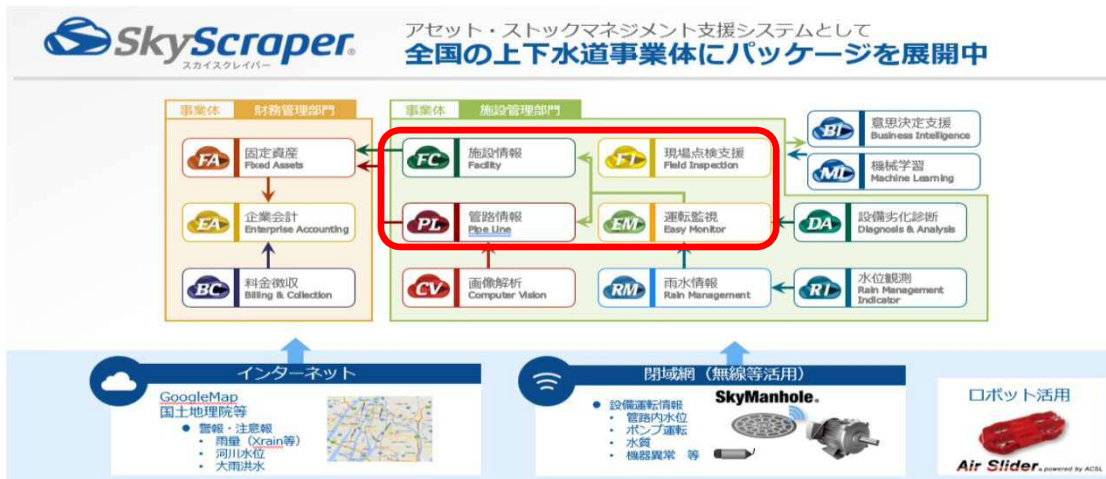 SkyScraper®
スカイスクレイパー
アセット・ストックマネジメント支援システムとして
全国の上下水道事業体にパッケージを展開中
事業体 財務管理部門
FA 固定資産
Fixed Assets
EA 企業会計
Enterprise Accounting
BC 料金徴収
Billing & Collection
事業体 施設管理部門
FC 施設情報
Facility
FI 現場点検支援
Field Inspection
PL 管路情報
Pipe Line
EM 運転監視
Easy Monitor
CV 画像解析
Computer Vision
RM 雨水情報
Rain Management
BI 意思決定支援
Business Intelligence
ML 機械学習
Machine Learning
DA 設備劣化診断
Diagnosis & Analysis
RI 水位観測
Rain Management
Indicator
インターネット
GoogleMap
国土地理院等
● 警報・注意報
・ 雨量（Xrain等）
・ 河川水位
・ 大雨洪水
閉域網（無線等活用）
● 設備運転情報
・ 管路内水位
・ ポンプ運転
・ 水質
・ 機器異常 等
SkyManhole®
ロボット活用
Air Slider® powered by ACSL